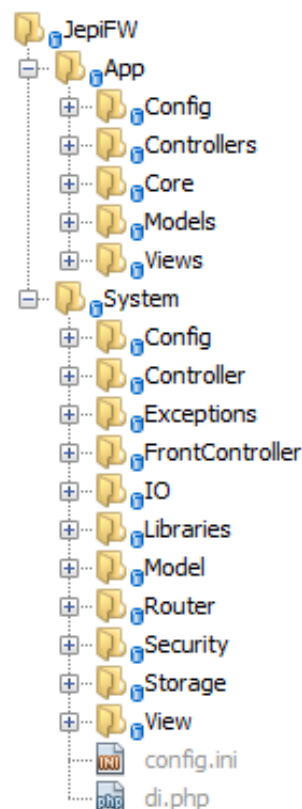 JepiFW
App
Config
Controllers
Core
Models
Views
System
Config
Controller
Exceptions
FrontController
IO
Libraries
Model
Router
Security
Storage
View
config.ini
di.php